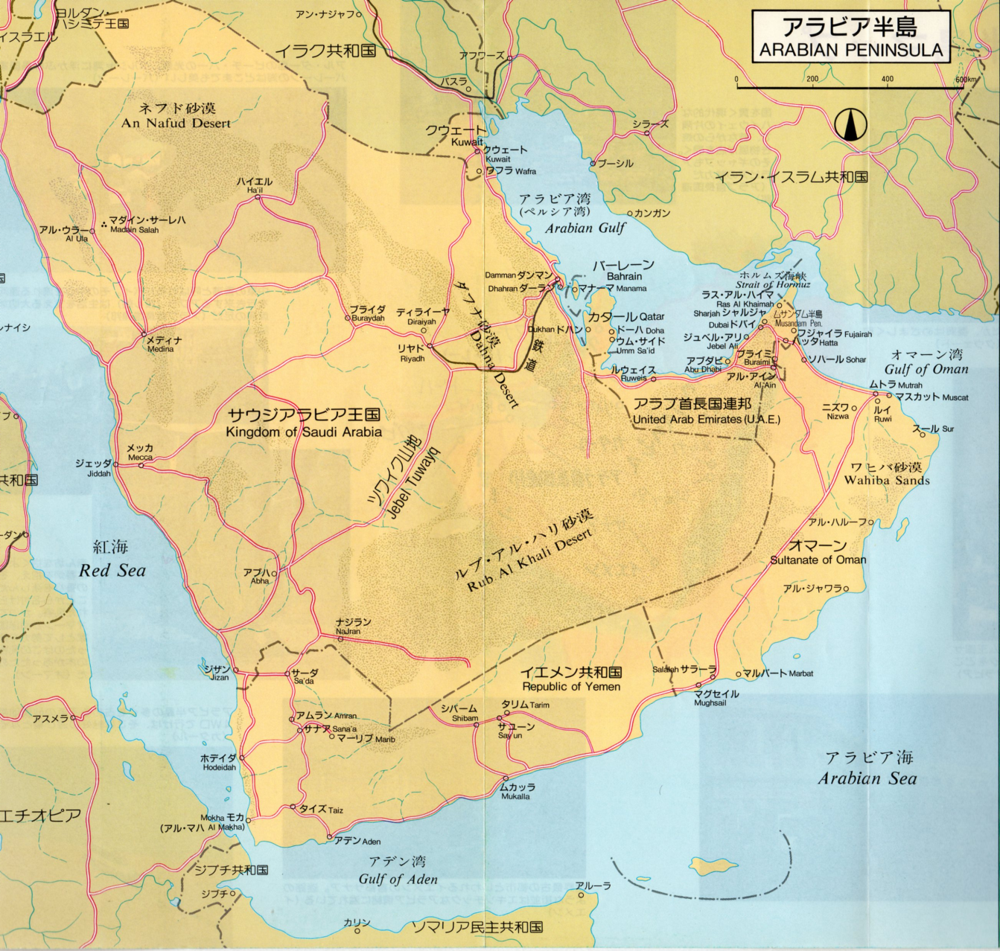 アラビア半島
ARABIAN PENINSULA
0 200 400 600km
ヨルダン・
ハシミテ王国
イスラエル
アン・ナジャフ
イラク共和国
アフワーズ
バスラ
ネフド砂漠
An Nafud Desert
クウェート
Kuwait
クウェート
Kuwait
ワフラ Wafra
シラーズ
ブーシル
イラン・イスラム共和国
カンガン
アラビア湾
(ペルシア湾)
Arabian Gulf
ハイエル
Ha'il
マダイン・サーレハ
Madain Salah
アル・ウラー
Al Ula
バーレーン
Bahrain
ホルムズ海峡
Strait of Hormuz
Damman ダンマン
Dhahran ダーラン
マナーマ Manama
ラス・アル・ハイマ
Ras Al Khaimah
カタール Qatar
Sharjah シャルジャ
ムサンダム半島
Musandam Pen.
Dubai ドバイ
ブライダ
Buraydah
ディライーヤ
Diraiyah
ダフナ砂漠
Dahna Desert
Dukhan ドハン
ドーハ Doha
ウム・サイド
Umm Sa'id
ジュベル・アリ
Jebel Ali
フジャイラ Fujairah
ハッタ Hatta
メディナ
Medina
リヤド
Riyadh
鉄道
ルウェイス
Ruweis
アブダビ
Abu Dhabi
ブライミ
Buraimi
アル・アイン
Al Ain
ソハール Sohar
オマーン湾
Gulf of Oman
ムトラ Mutrah
マスカット Muscat
ルイ
Ruwi
ニズワ
Nizwa
スール Sur
サウジアラビア王国
Kingdom of Saudi Arabia
アラブ首長国連邦
United Arab Emirates (U.A.E.)
メッカ
Mecca
ジェッダ
Jiddah
ツワイク山地
Jebel Tuwayq
ワヒバ砂漠
Wahiba Sands
共和国
ルブ・アル・ハリ砂漠
Rub Al Khali Desert
アル・ハルーフ
紅海
Red Sea
オマーン
Sultanate of Oman
アブハ
Abha
アル・ジャワラ
ナジラン
NaJran
ジザン
Jizan
サーダ
Sa'da
イエメン共和国
Republic of Yemen
Salalah サラーラ
マルバート Marbat
マグセイル
Mughsail
アスメラ
アムラン Amran
サナア Sana'a
マーリブ Marib
シバーム
Shibam
タリム Tarim
サユーン
Say'un
ホデイダ
Hodeidah
アラビア海
Arabian Sea
ムカッラ
Mukalla
エチオピア
Mokha モカ
(アル・マハ Al Makha)
タイズ Taiz
アデン Aden
アデン湾
Gulf of Aden
ジブチ共和国
ジブチ
アルーラ
カリン
ソマリア民主共和国